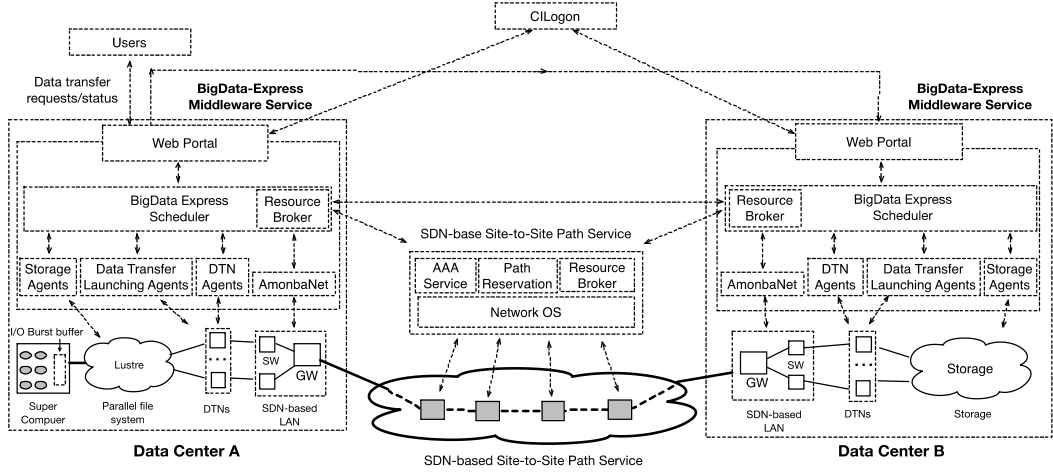 CILogon
Users
Data transfer
requests/status
BigData-Express
Middleware Service
BigData-Express
Middleware Service
Web Portal
Web Portal
BigData Express
Scheduler
Resource
Broker
Resource
Broker
BigData Express
Scheduler
SDN-base Site-to-Site Path Service
Storage
Agents
Data Transfer
Launching Agents
DTN
Agents
AmonbaNet
AAA
Service
Path
Reservation
Resource
Broker
Network OS
AmonbaNet
DTN
Agents
Data Transfer
Launching Agents
Storage
Agents
I/O Burst buffer
Lustre
SW
GW
GW
SW
Storage
Super
Compuer
Parallel file
system
DTNs
SDN-based
LAN
SDN-based
LAN
DTNs
Storage
Data Center A
SDN-based Site-to-Site Path Service
Data Center B